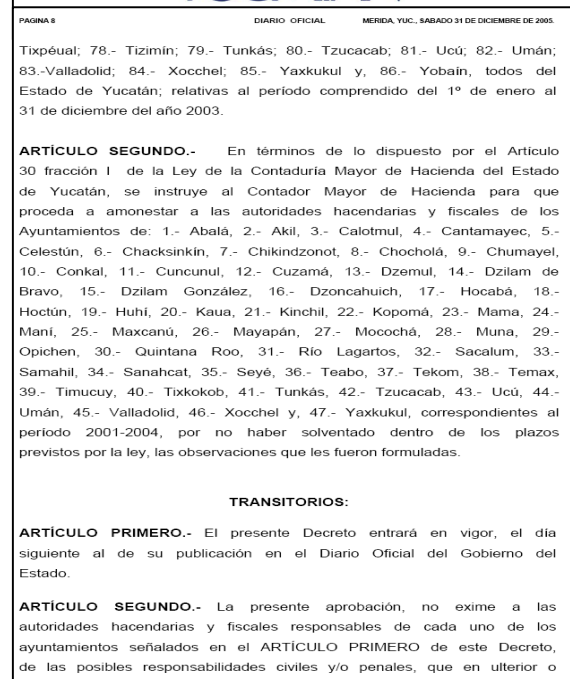 PAGINA 8 DIARIO OFICIAL MERIDA, YUC., SABADO 31 DE DICIEMBRE DE 2005.
Tixpéual; 78.- Tizimín; 79.- Tunkás; 80.- Tzucacab; 81.- Ucú; 82.- Umán;
83.-Valladolid; 84.- Xocchel; 85.- Yaxkukul y, 86.- Yobaín, todos del
Estado de Yucatán; relativas al período comprendido del 1º de enero al
31 de diciembre del año 2003.
ARTÍCULO SEGUNDO.- En términos de lo dispuesto por el Artículo
30 fracción I de la Ley de la Contaduría Mayor de Hacienda del Estado
de Yucatán, se instruye al Contador Mayor de Hacienda para que
proceda a amonestar a las autoridades hacendarias y fiscales de los
Ayuntamientos de: 1.- Abalá, 2.- Akil, 3.- Calotmul, 4.- Cantamayec, 5.-
Celestún, 6.- Chacksinkín, 7.- Chikindzonot, 8.- Chocholá, 9.- Chumayel,
10.- Conkal, 11.- Cuncunul, 12.- Cuzamá, 13.- Dzemul, 14.- Dzilam de
Bravo, 15.- Dzilam González, 16.- Dzoncahuich, 17.- Hocabá, 18.-
Hoctún, 19.- Huhí, 20.- Kaua, 21.- Kinchil, 22.- Kopomá, 23.- Mama, 24.-
Maní, 25.- Maxcanú, 26.- Mayapán, 27.- Mocochá, 28.- Muna, 29.-
Opichen, 30.- Quintana Roo, 31.- Río Lagartos, 32.- Sacalum, 33.-
Samahil, 34.- Sanahcat, 35.- Seyé, 36.- Teabo, 37.- Tekom, 38.- Temax,
39.- Timucuy, 40.- Tixkokob, 41.- Tunkás, 42.- Tzucacab, 43.- Ucú, 44.-
Umán, 45.- Valladolid, 46.- Xocchel y, 47.- Yaxkukul, correspondientes al
período 2001-2004, por no haber solventado dentro de los plazos
previstos por la ley, las observaciones que les fueron formuladas.
TRANSITORIOS:
ARTÍCULO PRIMERO.- El presente Decreto entrará en vigor, el día
siguiente al de su publicación en el Diario Oficial del Gobierno del
Estado.
ARTÍCULO SEGUNDO.- La presente aprobación, no exime a las
autoridades hacendarias y fiscales responsables de cada uno de los
ayuntamientos señalados en el ARTÍCULO PRIMERO de este Decreto,
de las posibles responsabilidades civiles y/o penales, que en ulterior o